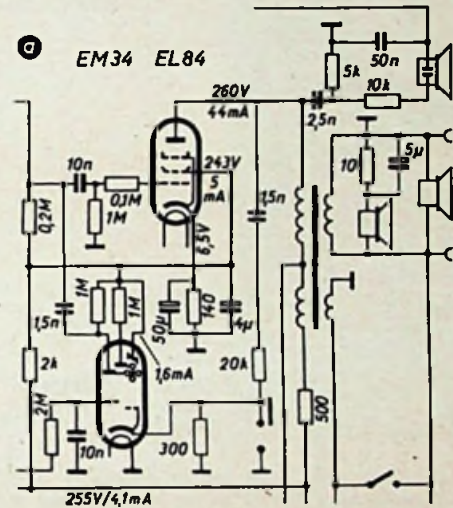 a
EM34 EL84
5k
50n
10k
2,5n
260V
44mA
243V
5
mA
10n
0,1M
1M
0,2M
6,5V
1,5n
10
5µ
1,5n
1M
1M
50µ
140
4µ
1,6mA
2k
20k
2M
10n
300
500
255V/4,1mA